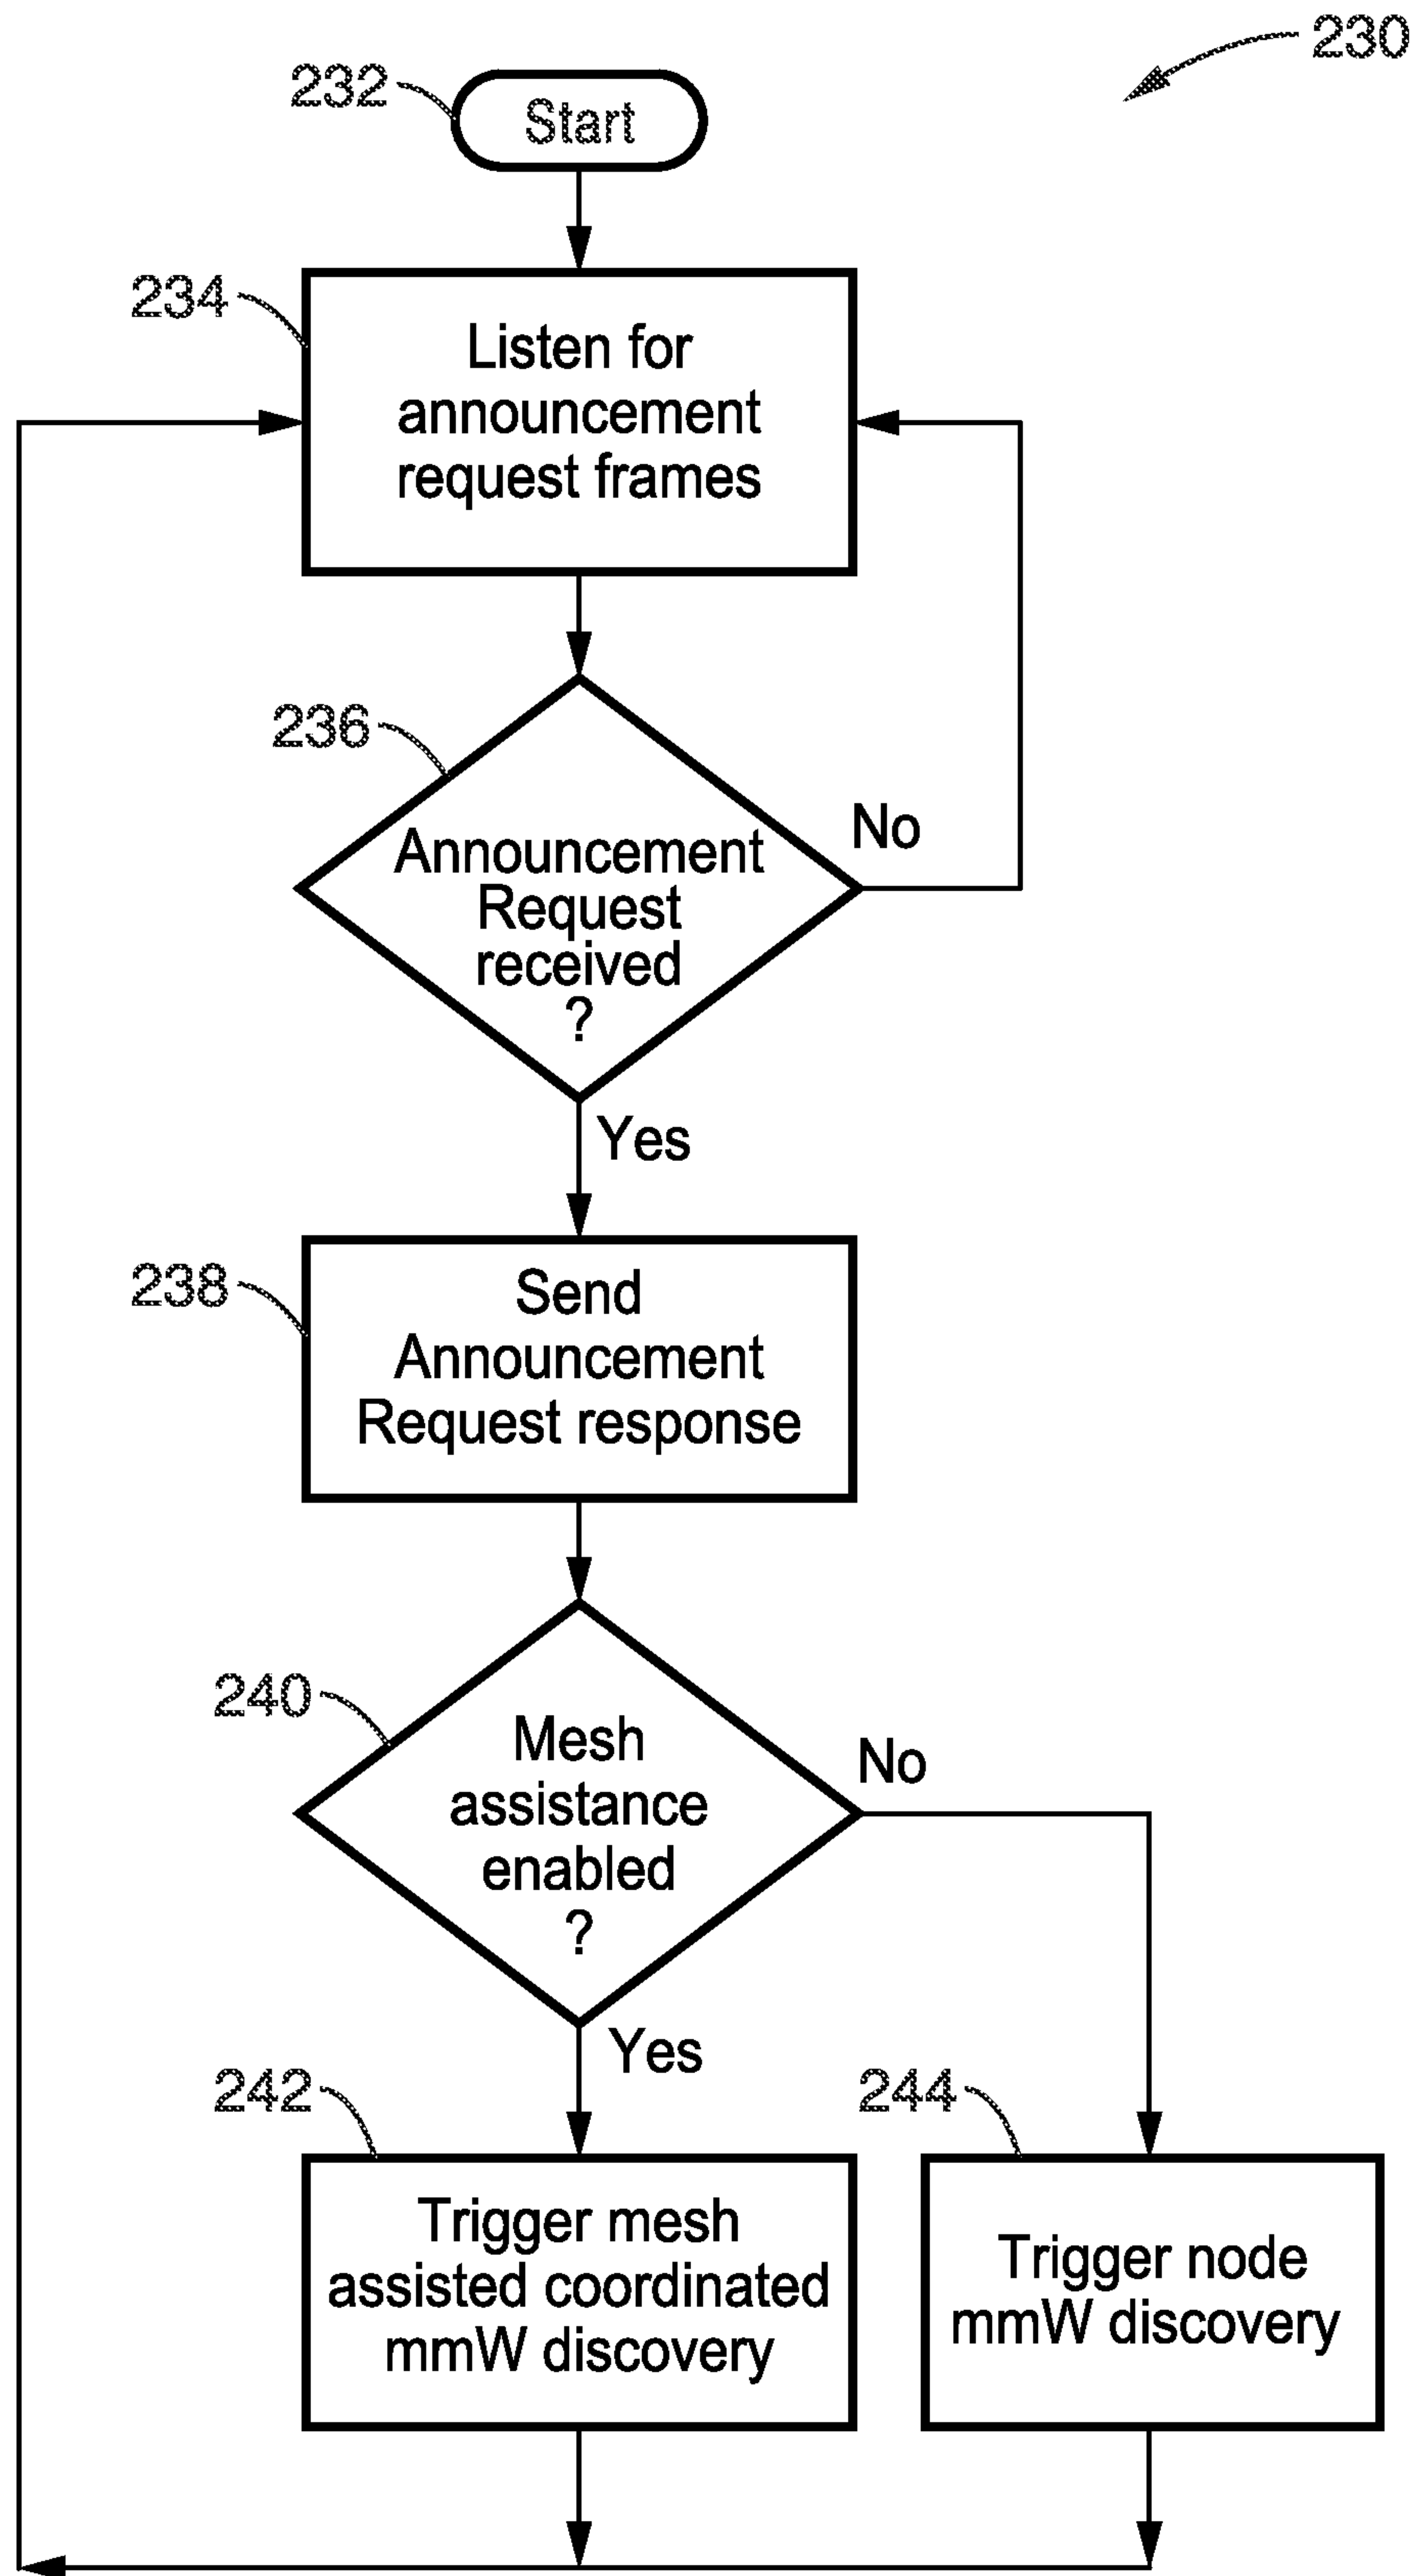 230
232
Start
234
Listen for
announcement
request frames
236
Announcement
Request
received
?
No
Yes
238
Send
Announcement
Request response
240
Mesh
assistance
enabled
?
No
Yes
242
244
Trigger mesh
assisted coordinated
mmW discovery
Trigger node
mmW discovery